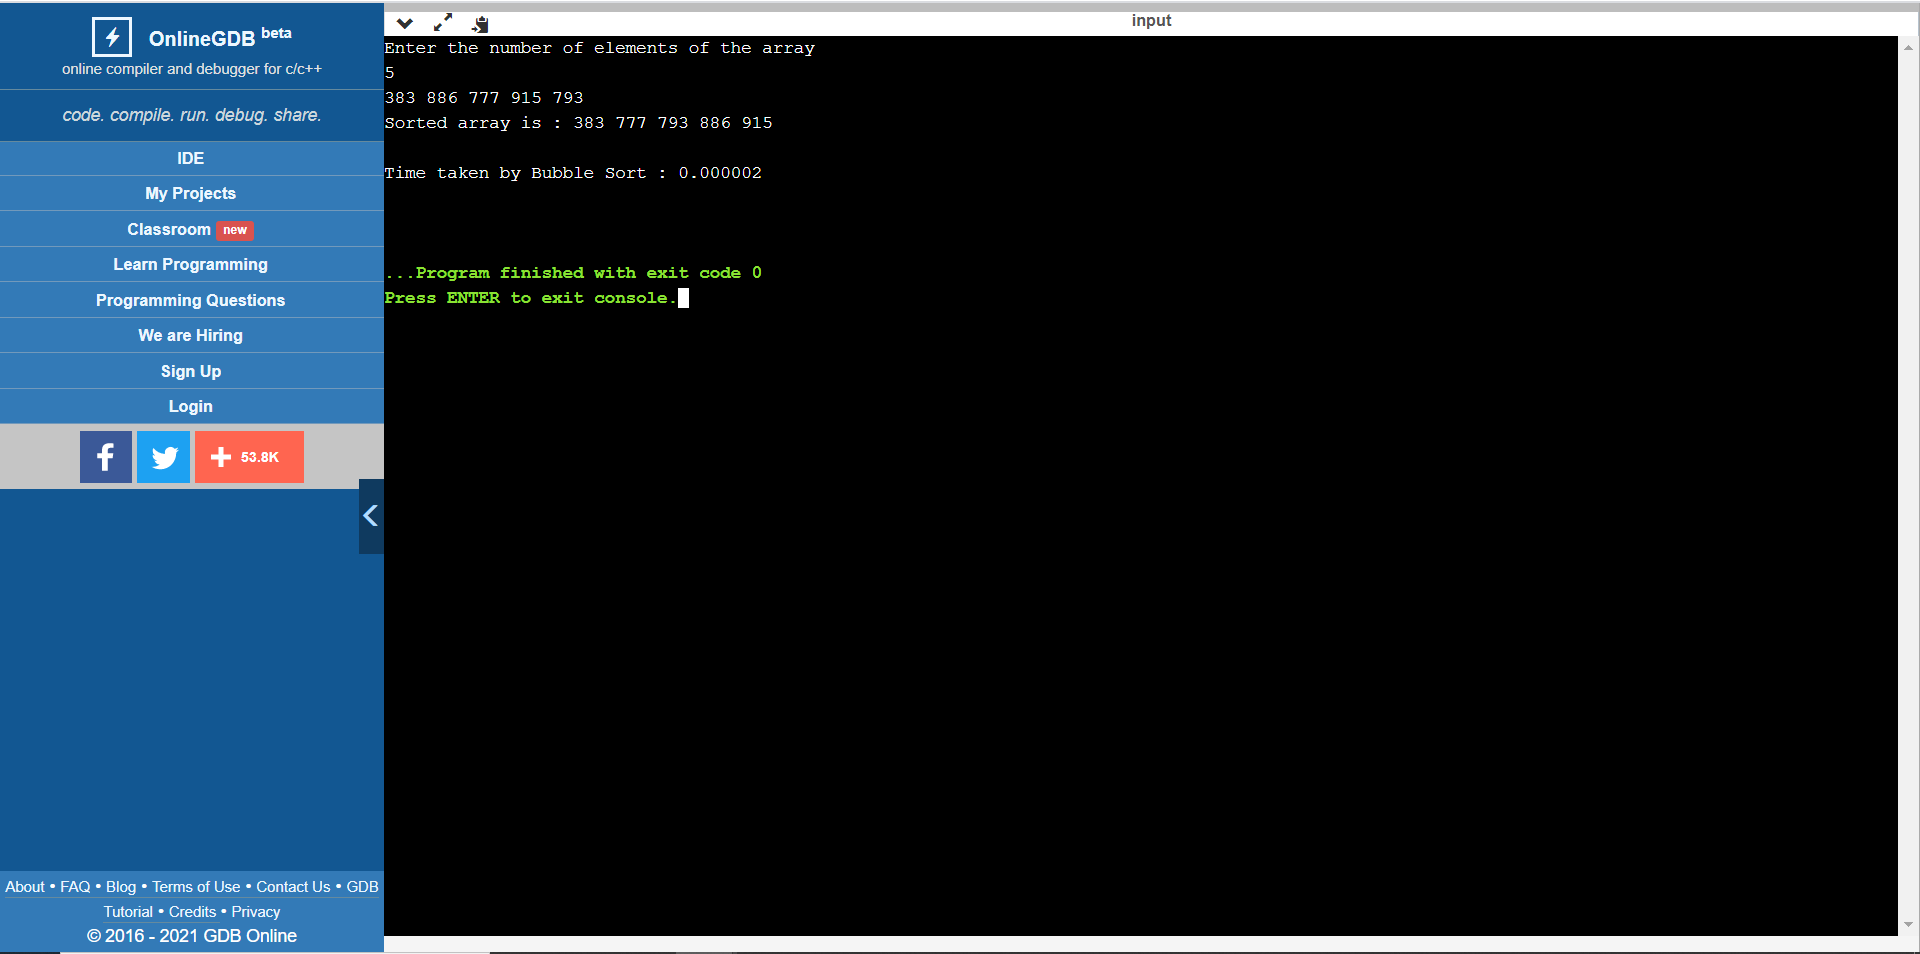 OnlineGDB beta
online compiler and debugger for c/c++
code. compile. run. debug. share.
IDE
My Projects
Classroom new
Learn Programming
Programming Questions
We are Hiring
Sign Up
Login
53.8K
About • FAQ • Blog • Terms of Use • Contact Us • GDB
Tutorial • Credits • Privacy
© 2016 - 2021 GDB Online
input
Enter the number of elements of the array
5
383 886 777 915 793
Sorted array is : 383 777 793 886 915
Time taken by Bubble Sort : 0.000002
...Program finished with exit code 0
Press ENTER to exit console.